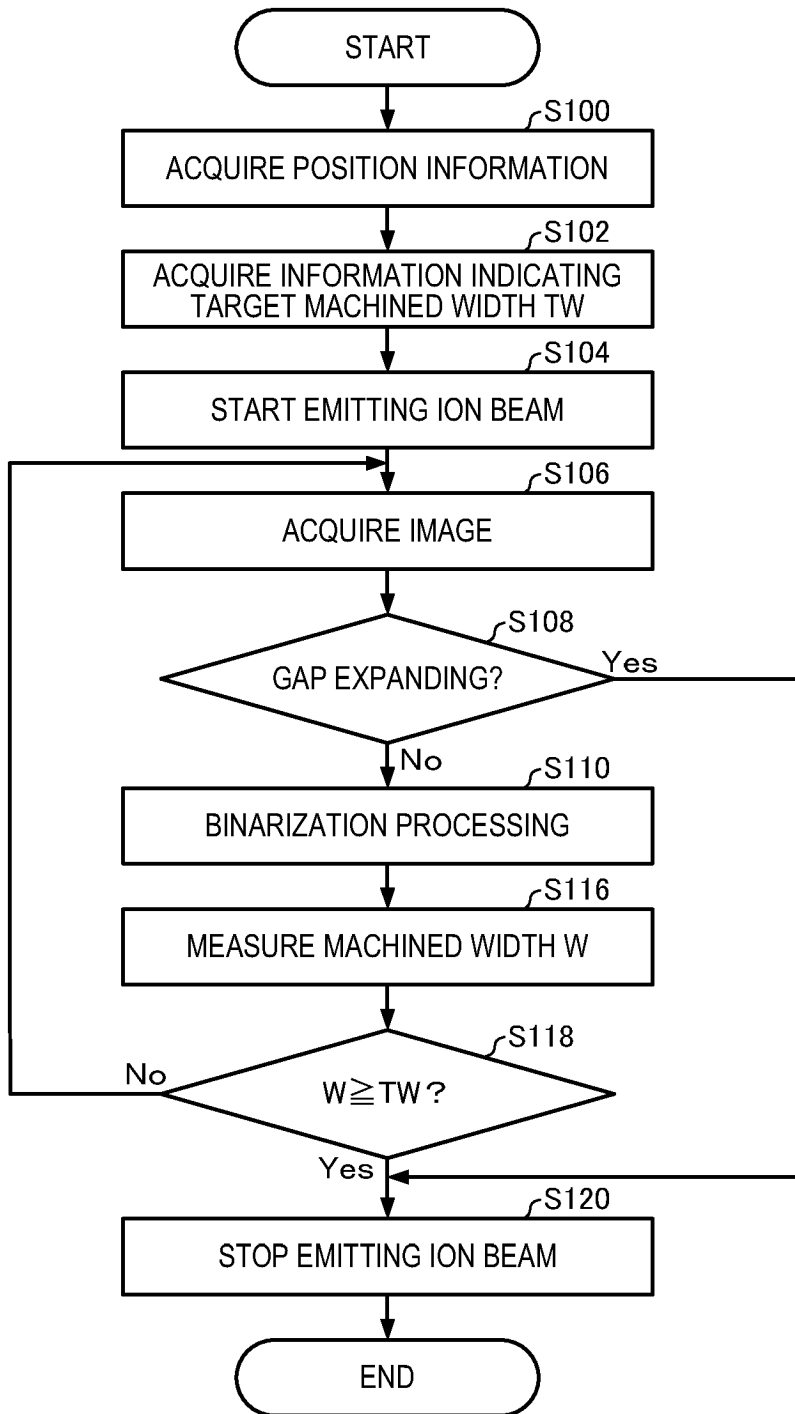 START
S100
ACQUIRE POSITION INFORMATION
S102
ACQUIRE INFORMATION INDICATING
TARGET MACHINED WIDTH TW
S104
START EMITTING ION BEAM
S106
ACQUIRE IMAGE
S108
GAP EXPANDING?
Yes
No
S110
BINARIZATION PROCESSING
S116
MEASURE MACHINED WIDTH W
S118
No
W≧TW?
Yes
S120
STOP EMITTING ION BEAM
END